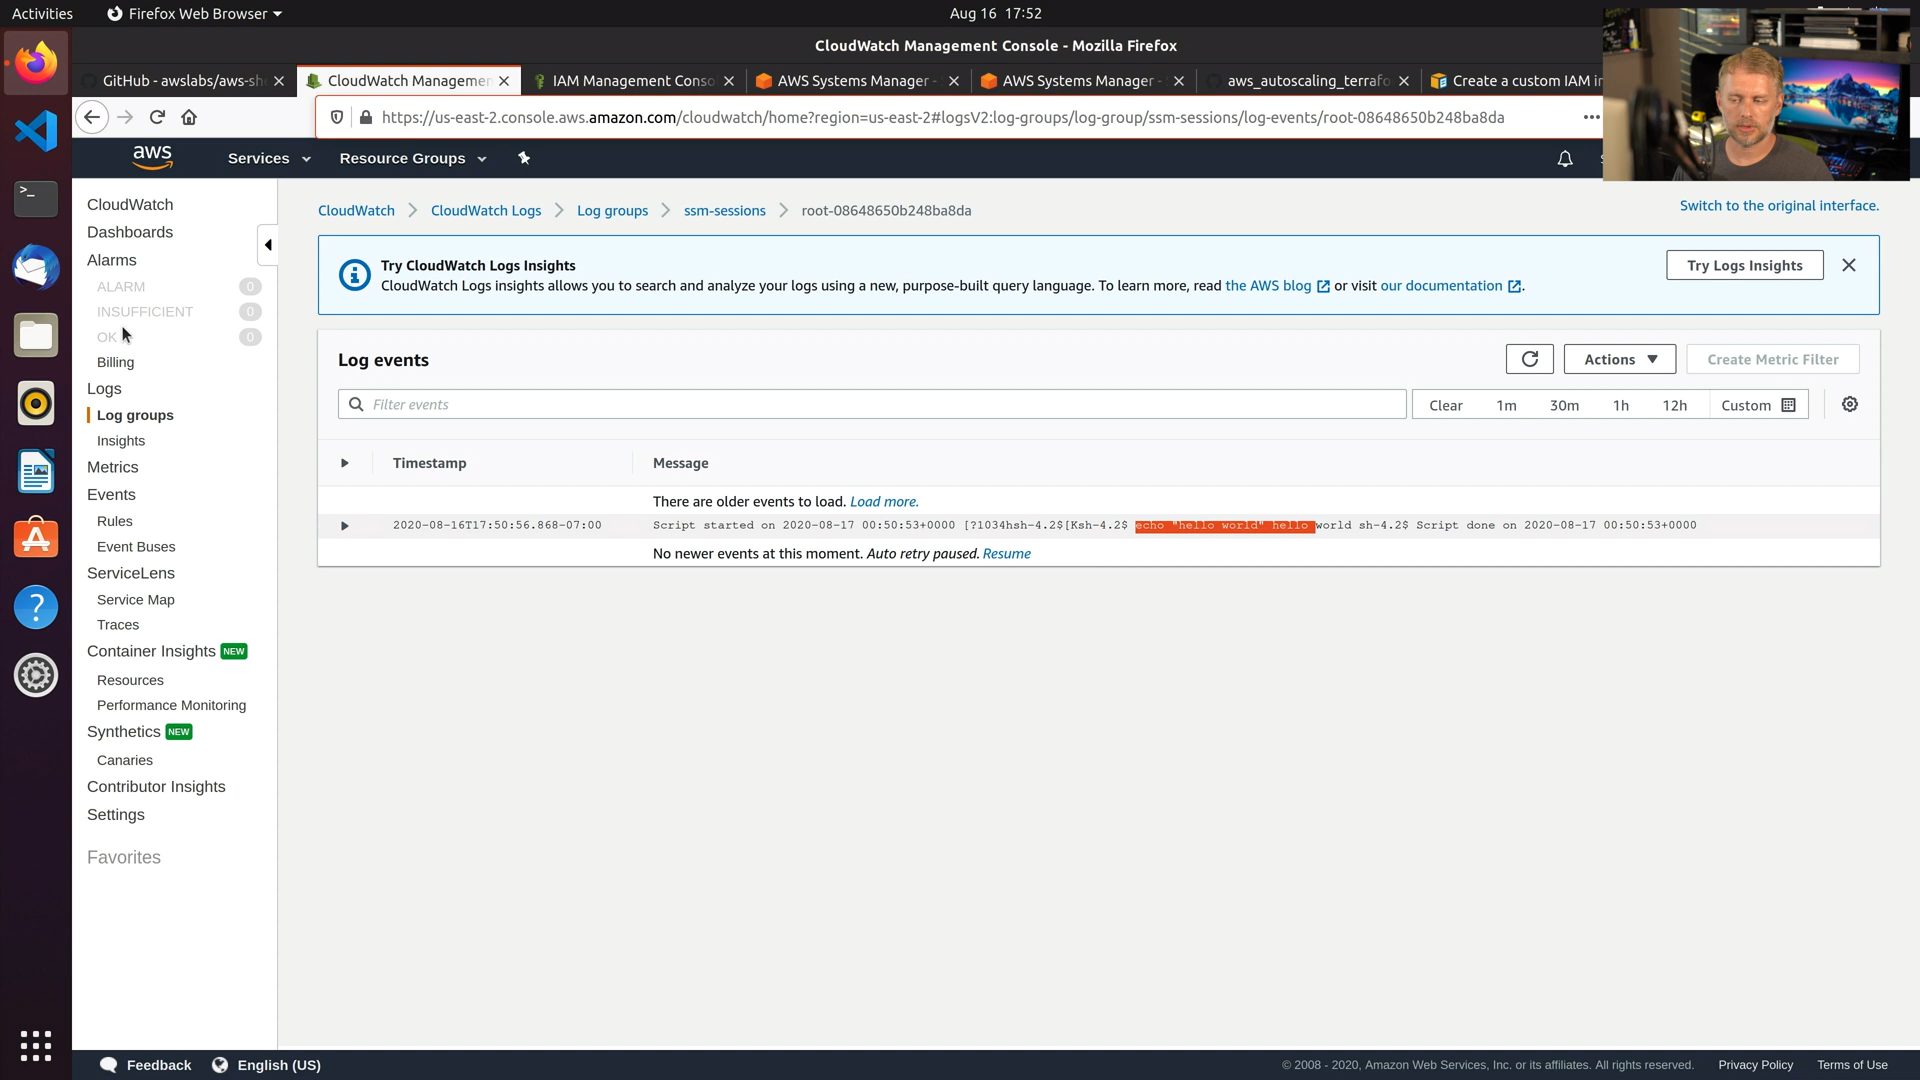 Activities
Firefox Web Browser
Aug 16 17:52
CloudWatch Management Console - Mozilla Firefox
GitHub - awslabs/aws-sh
CloudWatch Managemen
IAM Management Conso
AWS Systems Manager -
AWS Systems Manager -
aws_autoscaling_terrafo
Create a custom IAM in
https://us-east-2.console.aws.amazon.com/cloudwatch/home?region=us-east-2#logsV2:log-groups/log-group/ssm-sessions/log-events/root-08648650b248ba8da
aws
Services
Resource Groups
CloudWatch
Dashboards
Alarms
ALARM 0
INSUFFICIENT 0
OK 0
Billing
Logs
Log groups
Insights
Metrics
Events
Rules
Event Buses
ServiceLens
Service Map
Traces
Container Insights NEW
Resources
Performance Monitoring
Synthetics NEW
Canaries
Contributor Insights
Settings
Favorites
CloudWatch
CloudWatch Logs
Log groups
ssm-sessions
root-08648650b248ba8da
Switch to the original interface.
Try CloudWatch Logs Insights
CloudWatch Logs insights allows you to search and analyze your logs using a new, purpose-built query language. To learn more, read the AWS blog or visit our documentation.
Try Logs Insights
Log events
Actions
Create Metric Filter
Filter events
Clear 1m 30m 1h 12h Custom
Timestamp Message
There are older events to load. Load more.
2020-08-16T17:50:56.868-07:00 Script started on 2020-08-17 00:50:53+0000 [?1034hsh-4.2$[Ksh-4.2$ echo "hello world" hello world sh-4.2$ Script done on 2020-08-17 00:50:53+0000
No newer events at this moment. Auto retry paused. Resume
Feedback
English (US)
© 2008 - 2020, Amazon Web Services, Inc. or its affiliates. All rights reserved.
Privacy Policy
Terms of Use